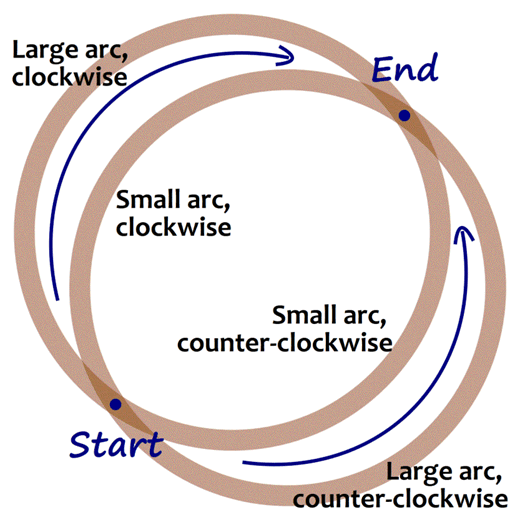 Large arc,
clockwise
End
Small arc,
clockwise
Small arc,
counter-clockwise
Start
Large arc,
counter-clockwise